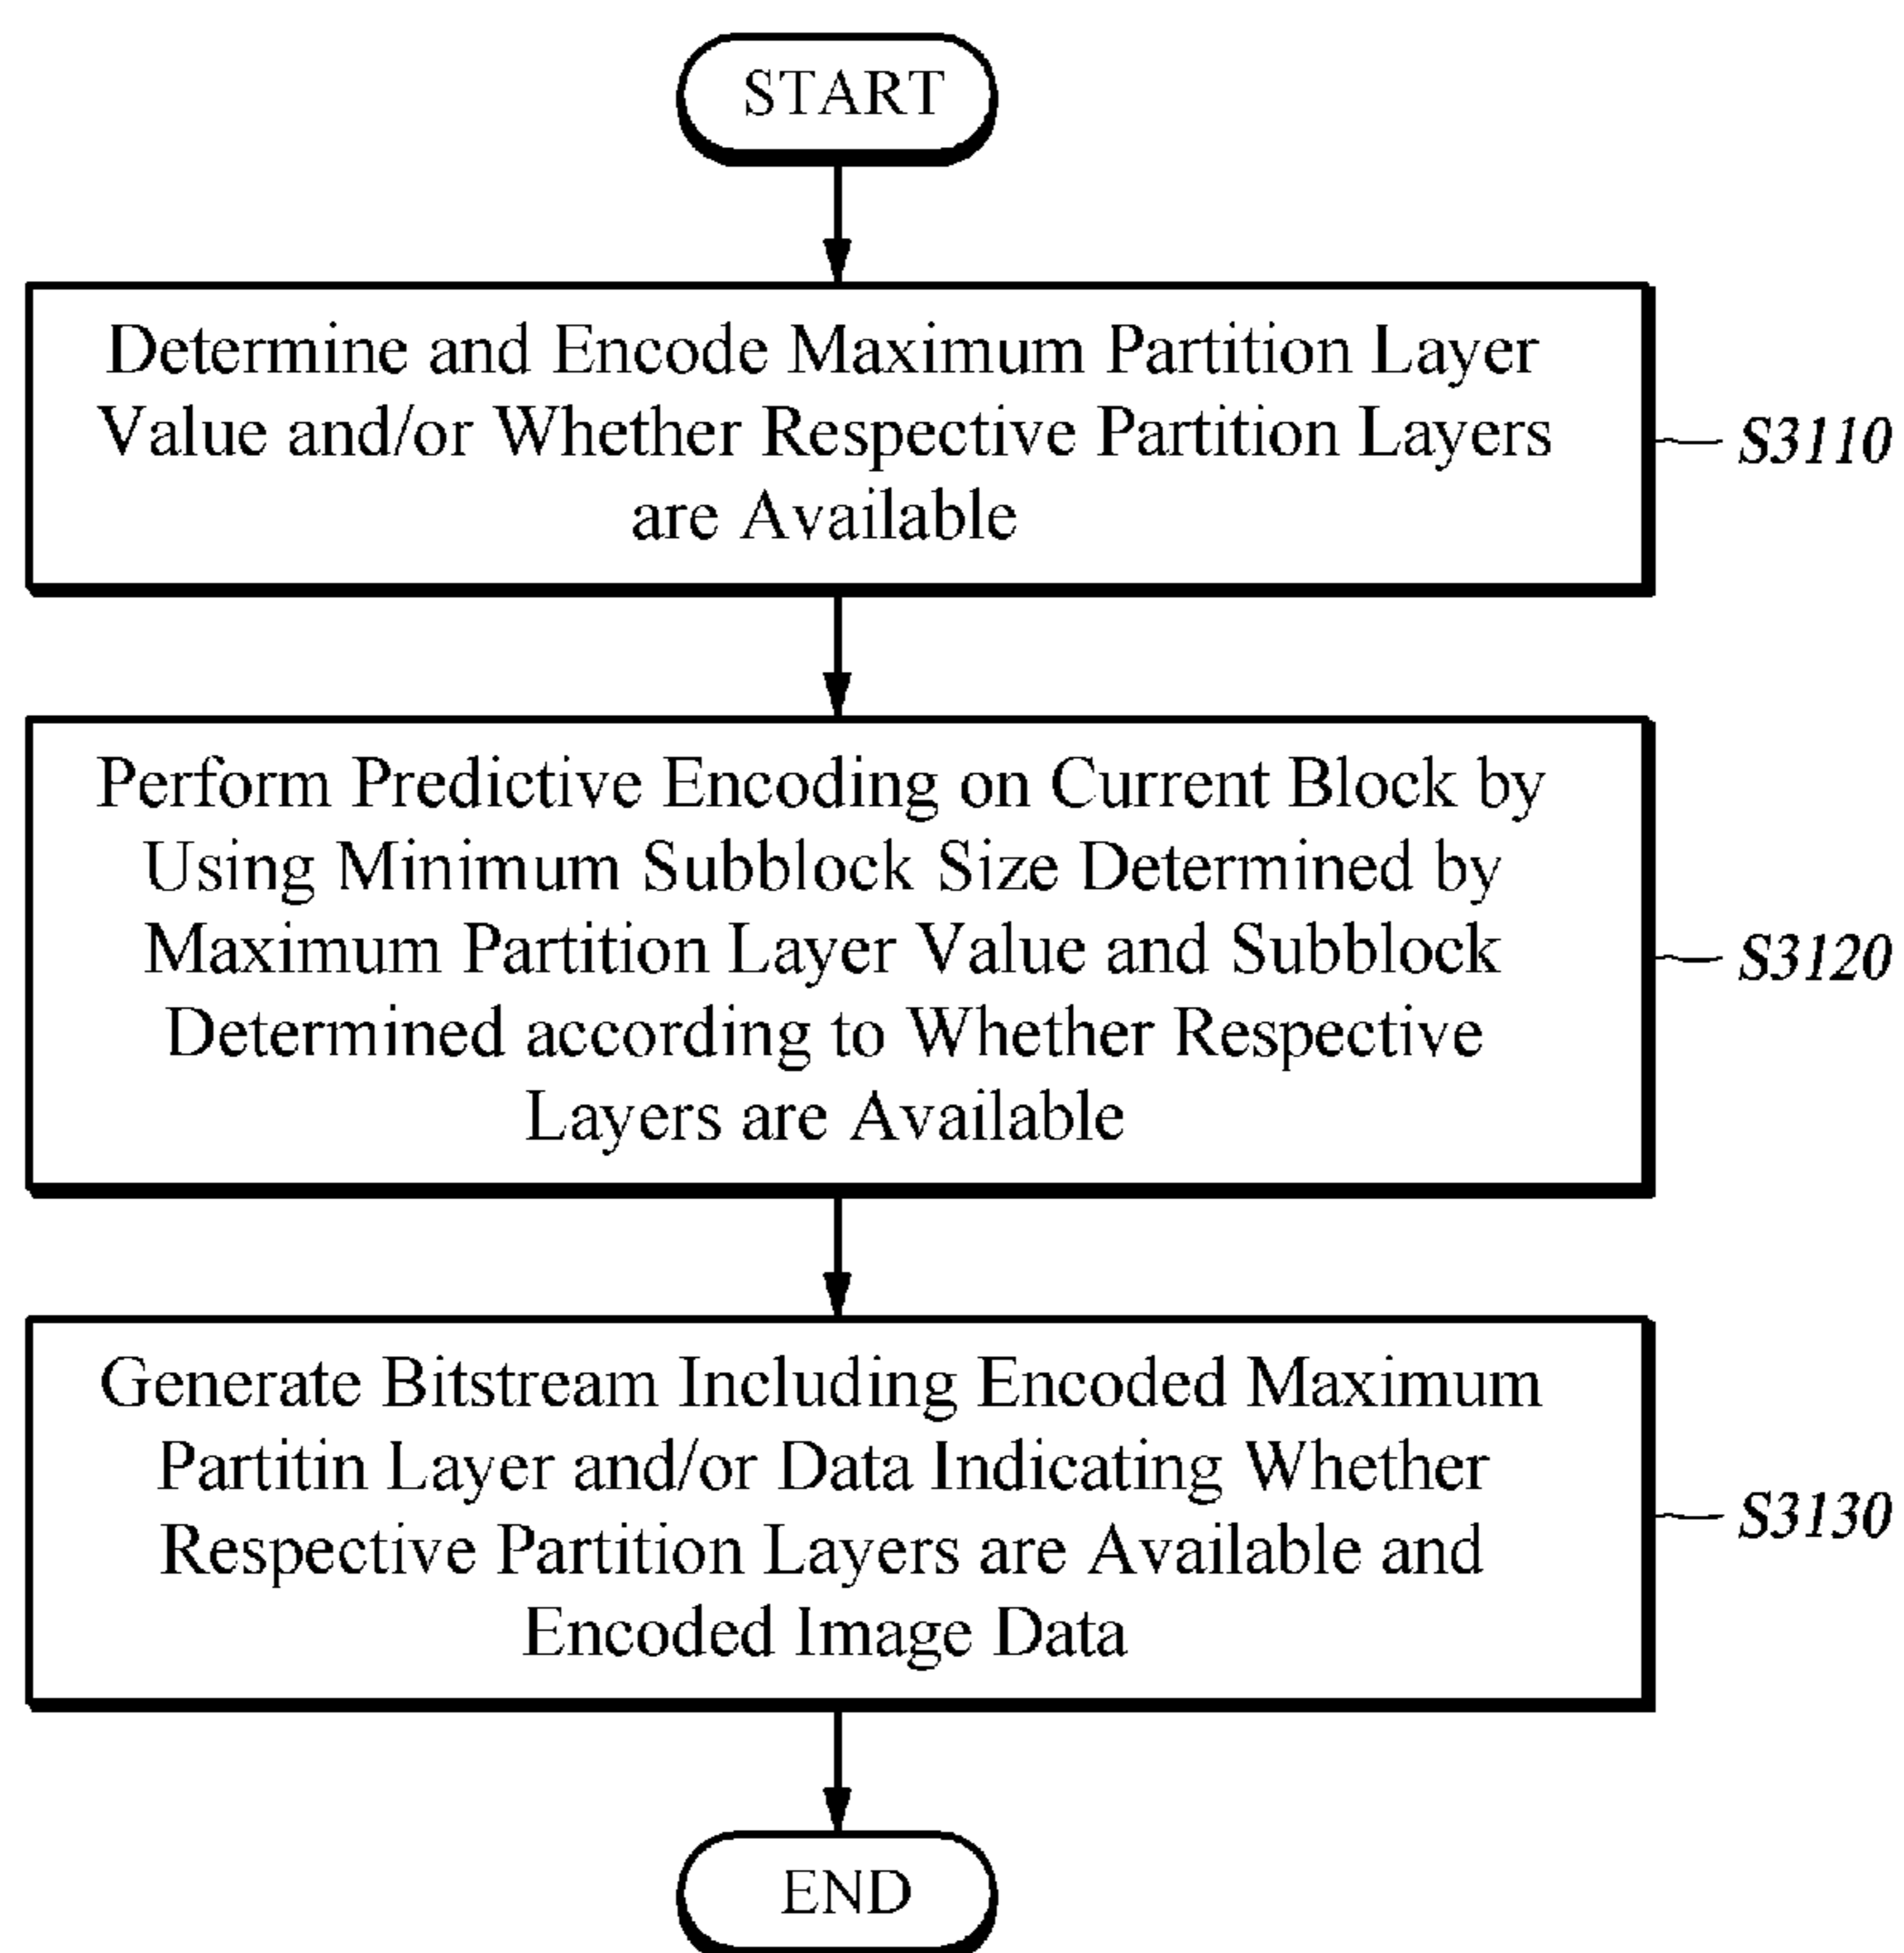 START
Determine and Encode Maximum Partition Layer
Value and/or Whether Respective Partition Layers
are Available
S3110
Perform Predictive Encoding on Current Block by
Using Minimum Subblock Size Determined by
Maximum Partition Layer Value and Subblock
Determined according to Whether Respective
Layers are Available
S3120
Generate Bitstream Including Encoded Maximum
Partitin Layer and/or Data Indicating Whether
Respective Partition Layers are Available and
Encoded Image Data
S3130
END